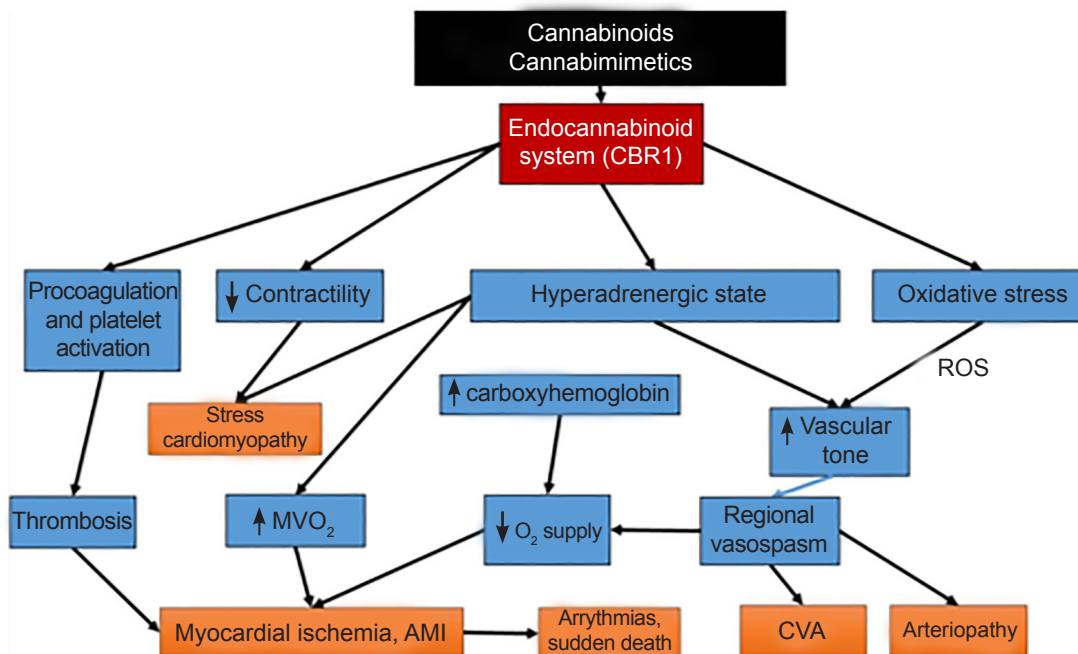 Cannabinoids
Cannabimimetics
Endocannabinoid
system (CBR1)
Procoagulation
and platelet
activation
↓ Contractility
Hyperadrenergic state
Oxidative stress
ROS
↑ carboxyhemoglobin
Stress
cardiomyopathy
↑ Vascular
tone
Thrombosis
↑ MVO₂
↓ O₂ supply
Regional
vasospasm
Myocardial ischemia, AMI
Arrythmias,
sudden death
CVA
Arteriopathy